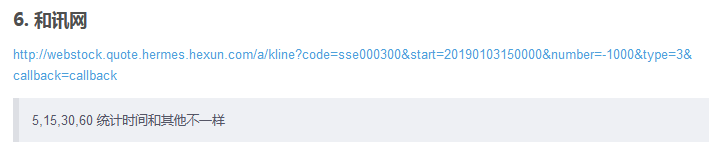 6. 和讯网
http://webstock.quote.hermes.hexun.com/a/kline?code=sse000300&start=20190103150000&number=-1000&type=3&
callback=callback
5,15,30,60 统计时间和其他不一样